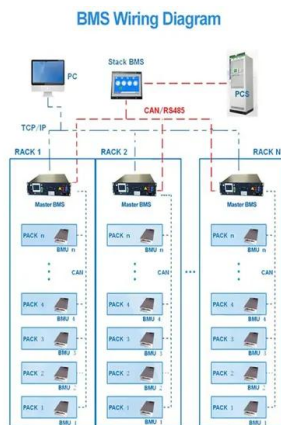 BMS Wiring Diagram
Stack BMS
PC
PCS
CAN/RS485
TCP/IP
RACK 1
RACK 2
RACK N
Master BMS
Master BMS
Master BMS
PACK n
PACK n
PACK n
BMU n
BMU n
BMU n
CAN
CAN
CAN
PACK 4
PACK 4
PACK 4
BMU 4
BMU 4
BMU 4
PACK 3
PACK 3
PACK 3
BMU 3
BMU 3
BMU 3
PACK 2
PACK 2
PACK 2
BMU 2
BMU 2
BMU 2
PACK 1
PACK 1
PACK 1
BMU 1
BMU 1
BMU 1